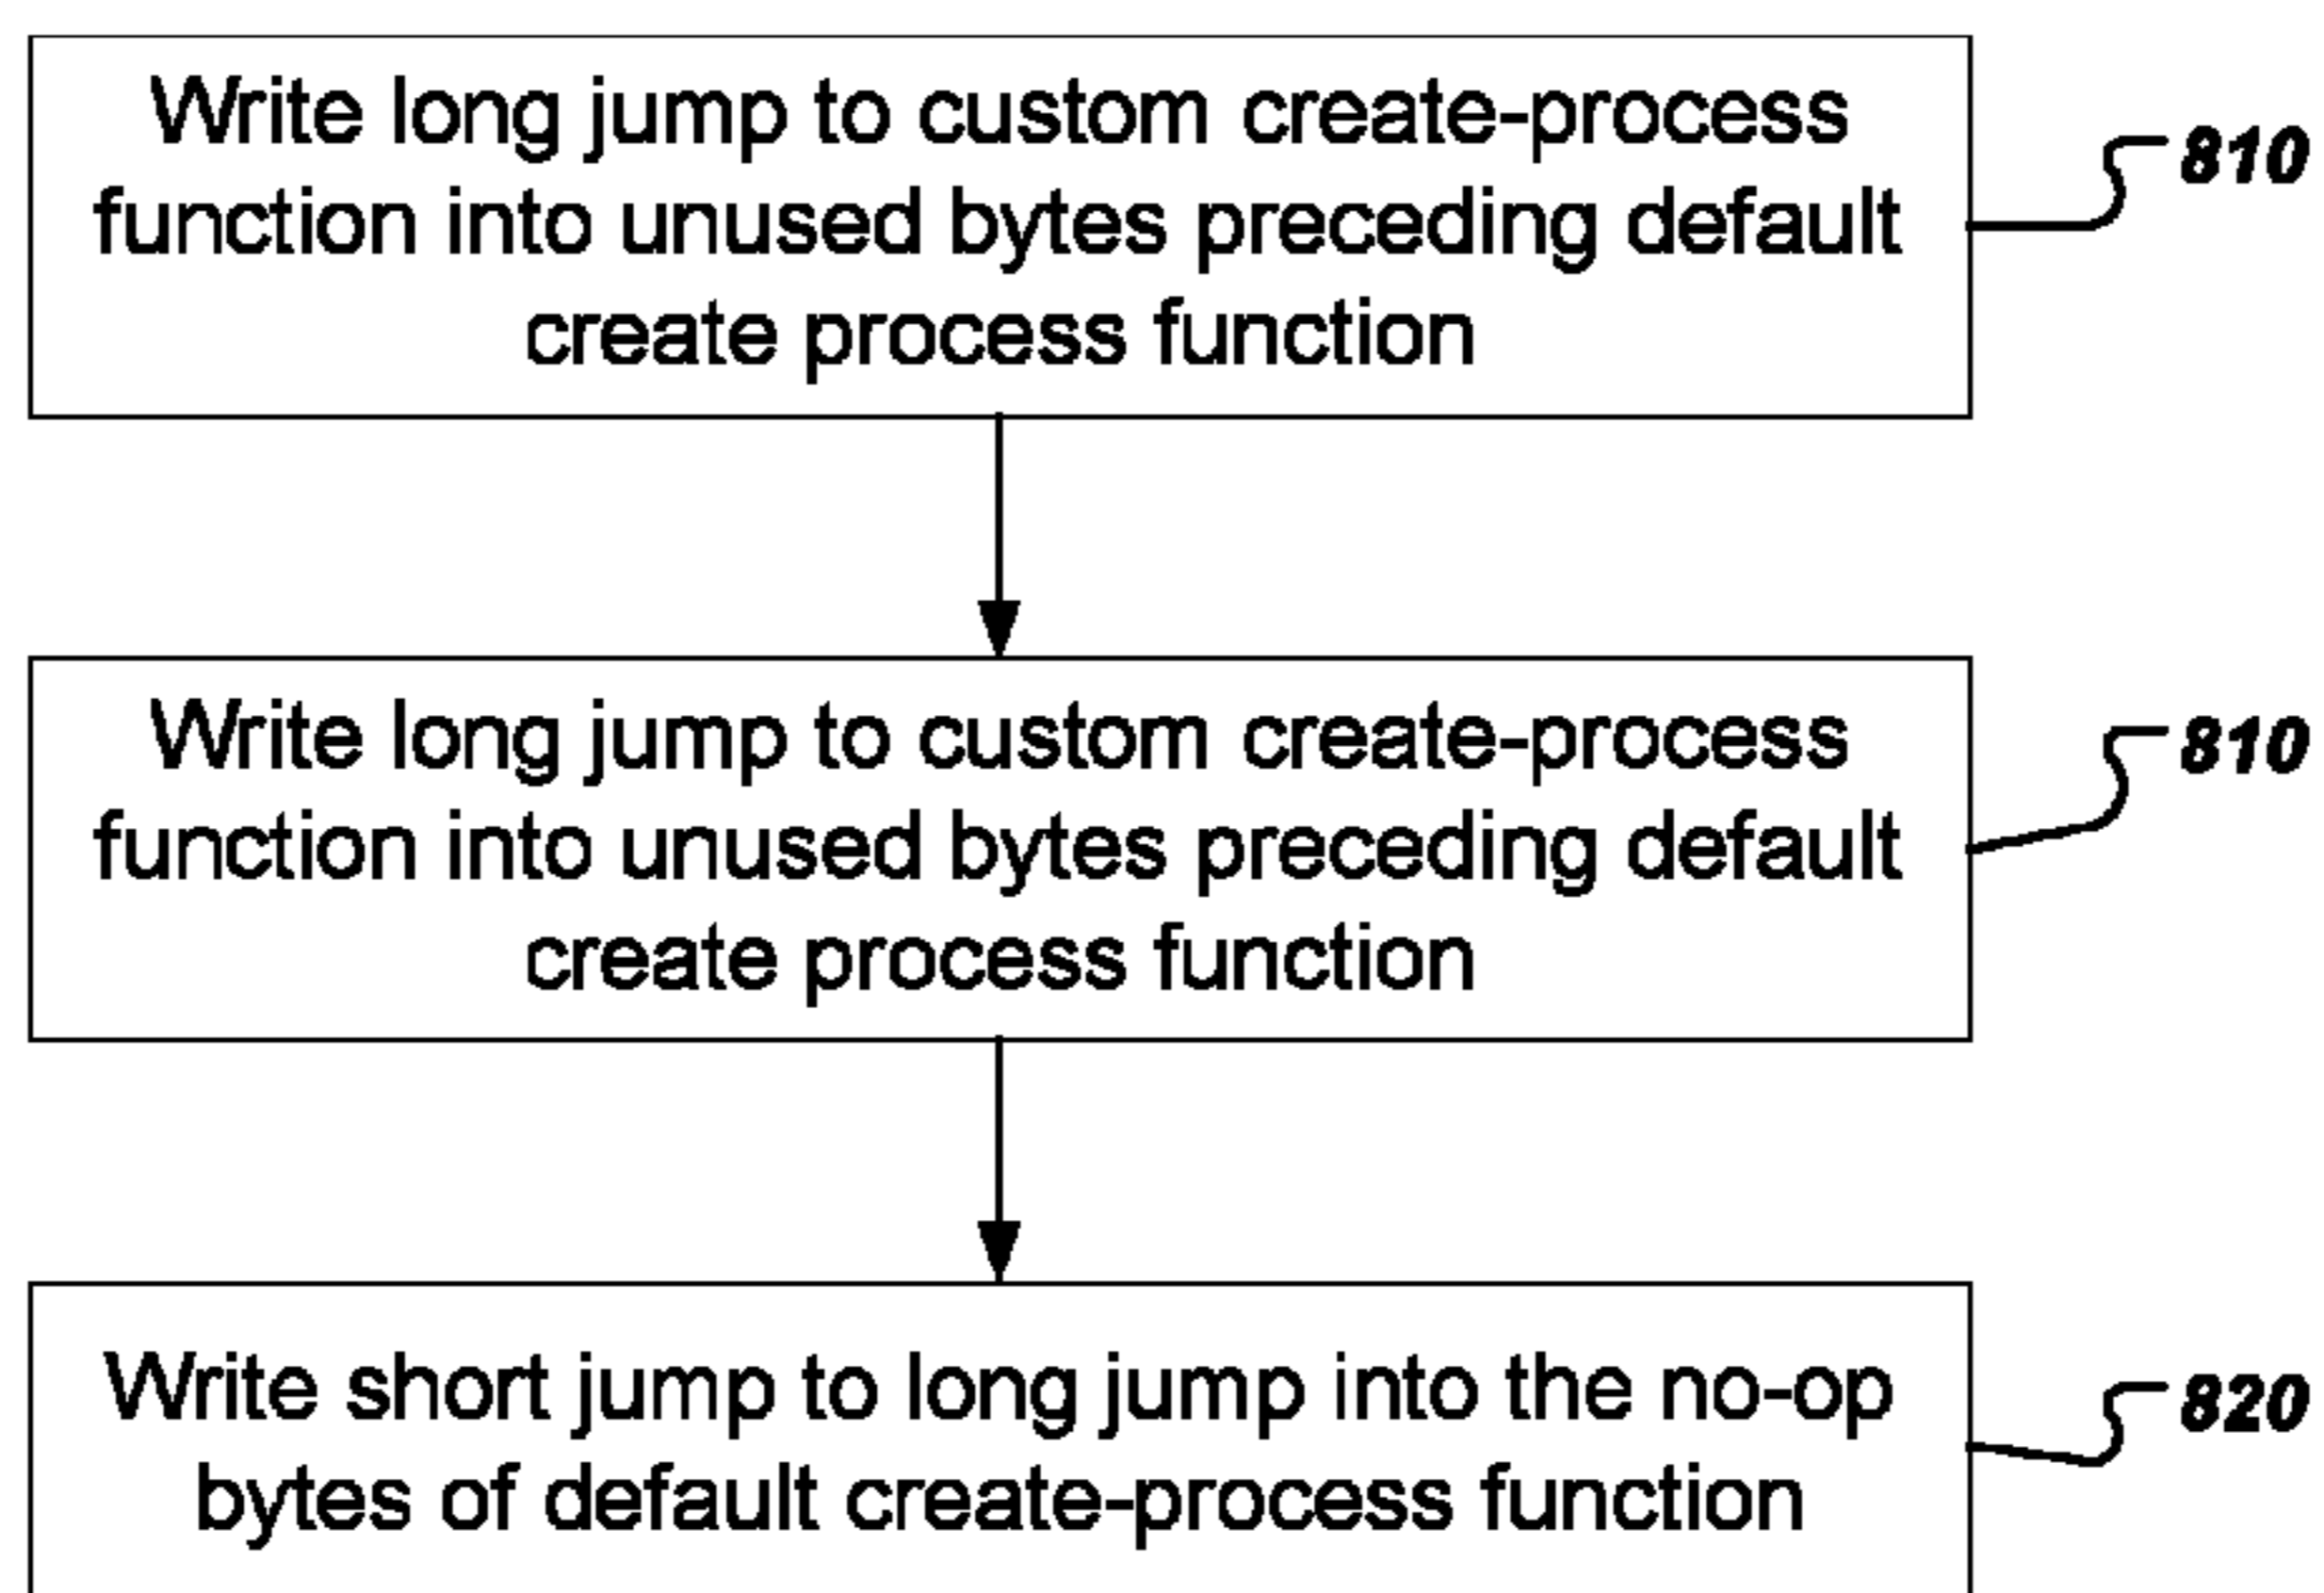 Write long jump to custom create-process
function into unused bytes preceding default
create process function
810
Write long jump to custom create-process
function into unused bytes preceding default
create process function
810
Write short jump to long jump into the no-op
bytes of default create-process function
820